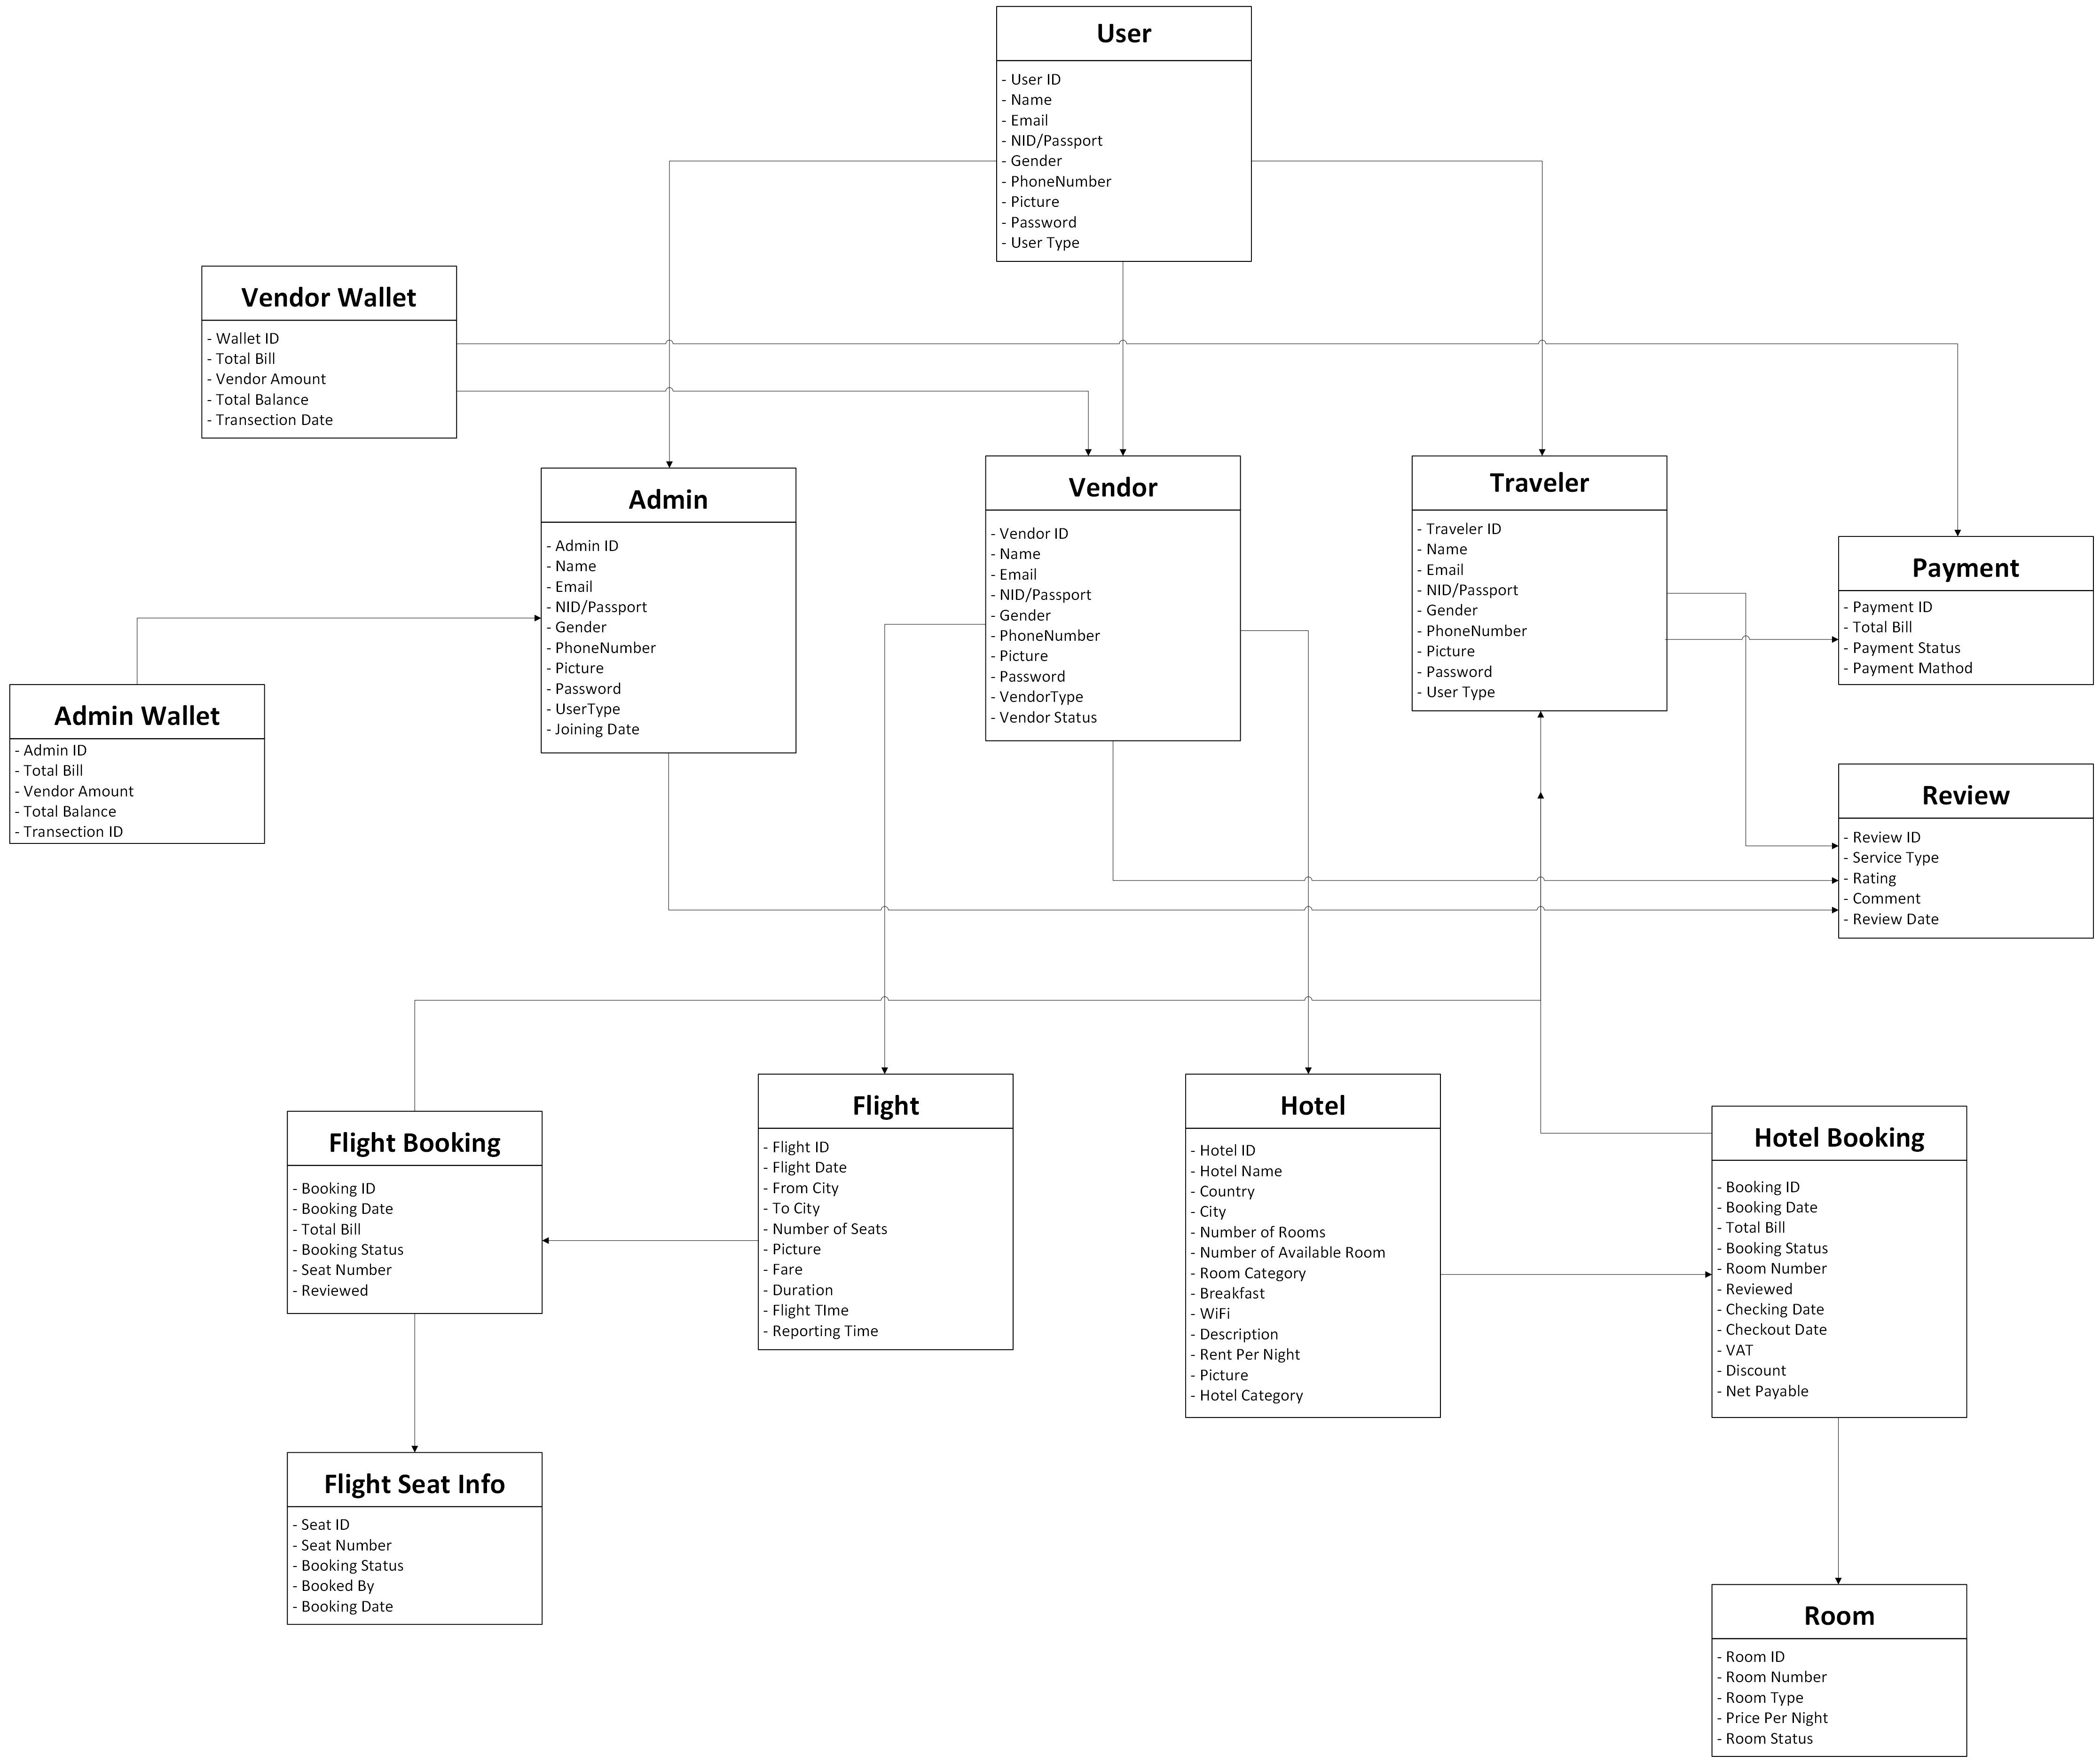 User
- User ID
- Name
- Email
- NID/Passport
- Gender
- PhoneNumber
- Picture
- Password
- User Type
Vendor Wallet
- Wallet ID
- Total Bill
- Vendor Amount
- Total Balance
- Transection Date
Admin
- Admin ID
- Name
- Email
- NID/Passport
- Gender
- PhoneNumber
- Picture
- Password
- UserType
- Joining Date
Vendor
- Vendor ID
- Name
- Email
- NID/Passport
- Gender
- PhoneNumber
- Picture
- Password
- VendorType
- Vendor Status
Traveler
- Traveler ID
- Name
- Email
- NID/Passport
- Gender
- PhoneNumber
- Picture
- Password
- User Type
Payment
- Payment ID
- Total Bill
- Payment Status
- Payment Mathod
Admin Wallet
- Admin ID
- Total Bill
- Vendor Amount
- Total Balance
- Transection ID
Review
- Review ID
- Service Type
- Rating
- Comment
- Review Date
Flight Booking
- Booking ID
- Booking Date
- Total Bill
- Booking Status
- Seat Number
- Reviewed
Flight
- Flight ID
- Flight Date
- From City
- To City
- Number of Seats
- Picture
- Fare
- Duration
- Flight TIme
- Reporting Time
Hotel
- Hotel ID
- Hotel Name
- Country
- City
- Number of Rooms
- Number of Available Room
- Room Category
- Breakfast
- WiFi
- Description
- Rent Per Night
- Picture
- Hotel Category
Hotel Booking
- Booking ID
- Booking Date
- Total Bill
- Booking Status
- Room Number
- Reviewed
- Checking Date
- Checkout Date
- VAT
- Discount
- Net Payable
Flight Seat Info
- Seat ID
- Seat Number
- Booking Status
- Booked By
- Booking Date
Room
- Room ID
- Room Number
- Room Type
- Price Per Night
- Room Status